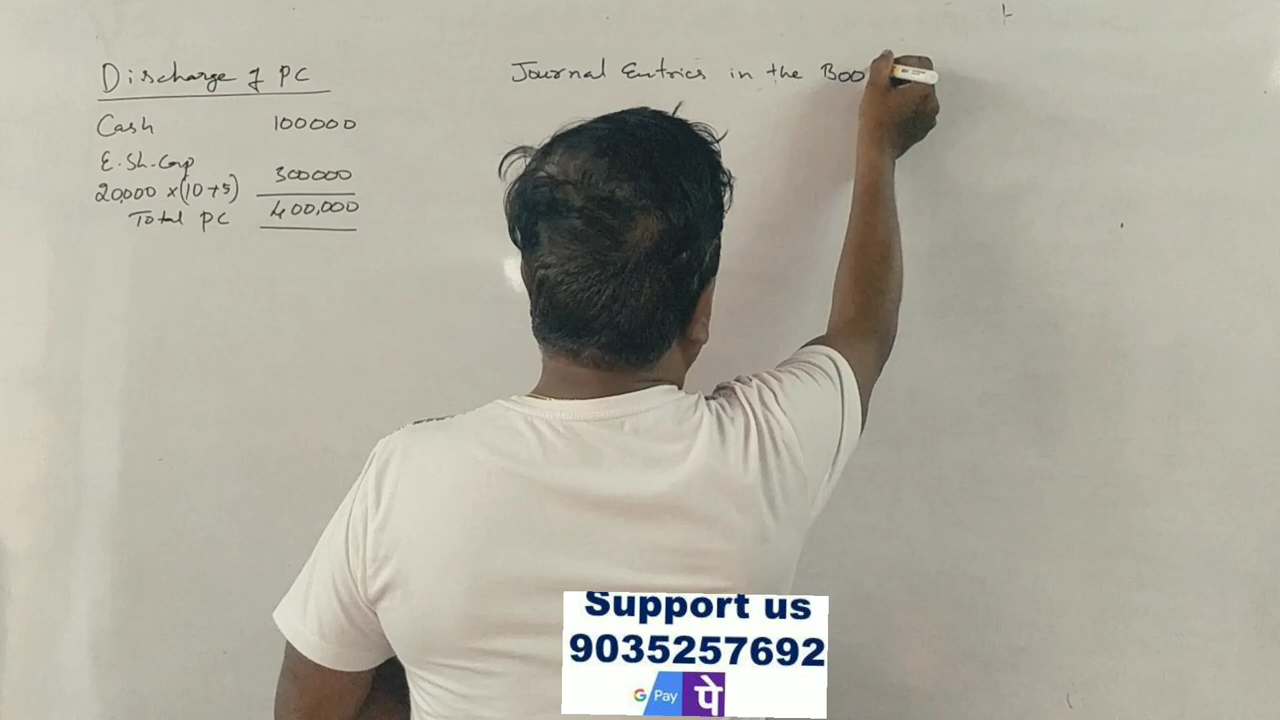 Discharge of PC
Cash 100000
E.Sh.Cap
20,000 x (10+5) 300000
Total PC 400,000
Journal Entries in the Boo
Support us
9035257692
G Pay पे